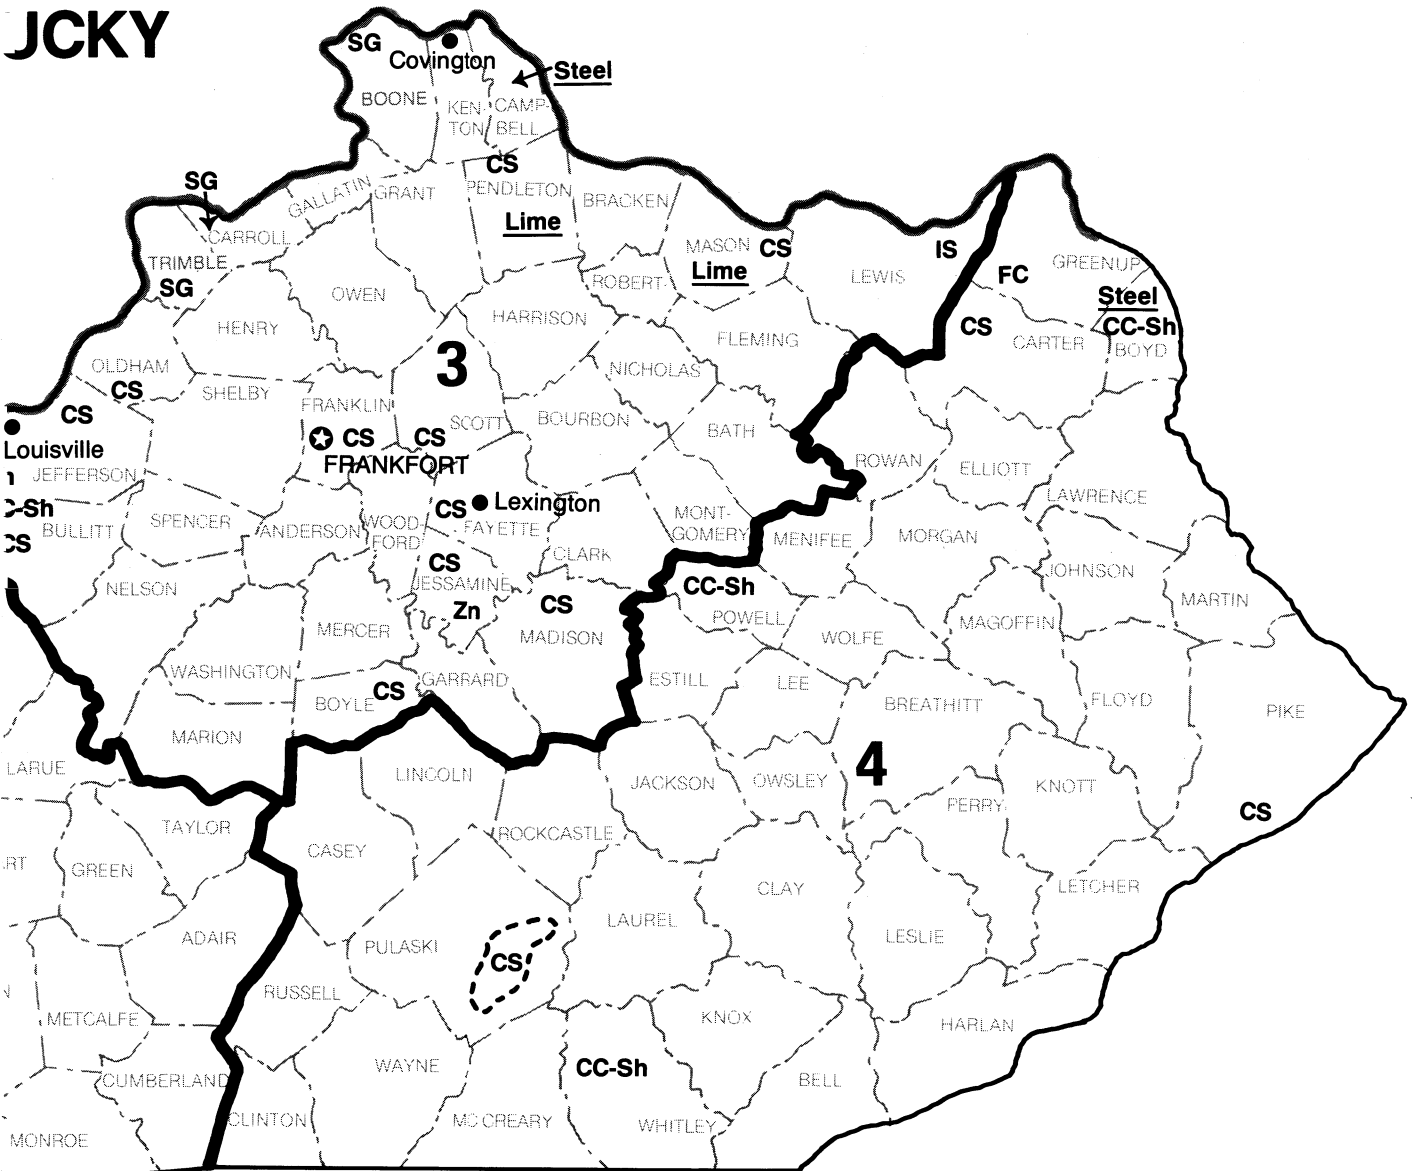 UCKY
SG
Covington
Steel
BOONE
KEN-
TON
CAMP-
BELL
CS
SG
GALLATIN
GRANT
PENDLETON
BRACKEN
Lime
CARROLL
TRIMBLE
SG
MASON
CS
Lime
IS
LEWIS
FC
GREENUP
Steel
CC-Sh
BOYD
CS
CARTER
OWEN
ROBERT-
HENRY
HARRISON
FLEMING
3
OLDHAM
CS
SHELBY
NICHOLAS
CS
FRANKLIN
SCOTT
BOURBON
BATH
Louisville
CS
CS
FRANKFORT
ROWAN
ELLIOTT
JEFFERSON
n
C-Sh
BULLITT
CS
SPENCER
ANDERSON
WOOD-
FORD
CS
Lexington
FAYETTE
MONT-
GOMERY
MENIFEE
MORGAN
LAWRENCE
CLARK
CS
JESSAMINE
Zn
CS
MADISON
CC-Sh
POWELL
JOHNSON
MARTIN
NELSON
MERCER
WOLFE
MAGOFFIN
WASHINGTON
CS
GARRARD
BOYLE
ESTILL
LEE
BREATHITT
FLOYD
PIKE
MARION
4
LARUE
LINCOLN
JACKSON
OWSLEY
KNOTT
PERRY
CS
TAYLOR
ROCKCASTLE
CASEY
ART
GREEN
CLAY
LETCHER
ADAIR
PULASKI
LAUREL
LESLIE
CS
N
RUSSELL
METCALFE
KNOX
HARLAN
WAYNE
CC-Sh
CUMBERLAND
BELL
CLINTON
MC CREARY
WHITLEY
MONROE